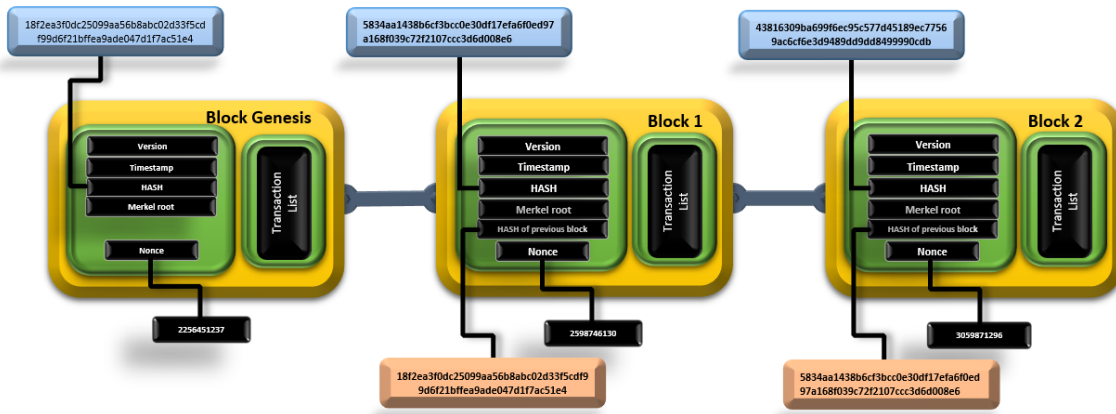 18f2ea3f0dc25099aa56b8abc02d33f5cd
f99d6f21bffea9ade047d1f7ac51e4
5834aa1438b6cf3bcc0e30df17efa6f0ed97
a168f039c72f2107ccc3d6d008e6
43816309ba699f6ec95c577d45189ec7756
9ac6cf6e3d9489dd9dd8499990cdb
Block Genesis
Version
Timestamp
HASH
Merkel root
Nonce
Transaction
List
2256451237
Block 1
Version
Timestamp
HASH
Merkel root
HASH of previous block
Nonce
Transaction
List
2598746130
18f2ea3f0dc25099aa56b8abc02d33f5cdf9
9d6f21bffea9ade047d1f7ac51e4
Block 2
Version
Timestamp
HASH
Merkel root
HASH of previous block
Nonce
Transaction
List
3059871296
5834aa1438b6cf3bcc0e30df17efa6f0ed
97a168f039c72f2107ccc3d6d008e6